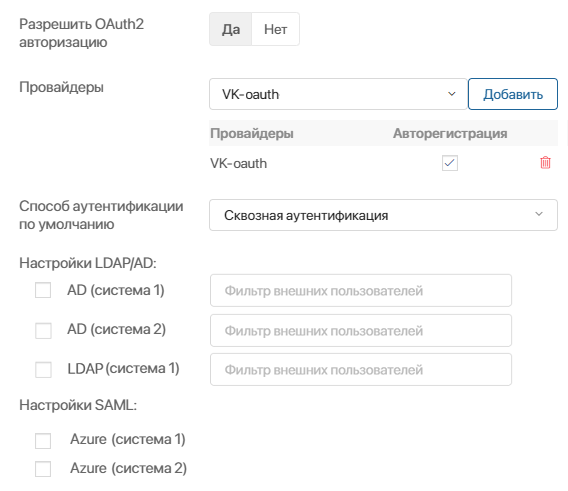 Разрешить OAuth2
авторизацию
Да Нет
Провайдеры
VK-oauth
Добавить
Провайдеры Авторегистрация
VK-oauth
Способ аутентификации
по умолчанию
Сквозная аутентификация
Настройки LDAP/AD:
AD (система 1) Фильтр внешних пользователей
AD (система 2) Фильтр внешних пользователей
LDAP (система 1) Фильтр внешних пользователей
Настройки SAML:
Azure (система 1)
Azure (система 2)